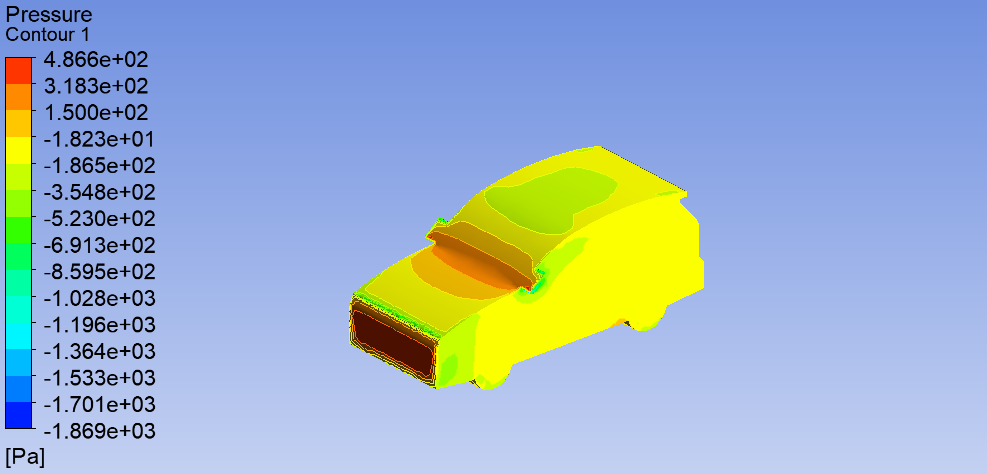 Pressure
Contour 1
4.866e+02
3.183e+02
1.500e+02
-1.823e+01
-1.865e+02
-3.548e+02
-5.230e+02
-6.913e+02
-8.595e+02
-1.028e+03
-1.196e+03
-1.364e+03
-1.533e+03
-1.701e+03
-1.869e+03
[Pa]